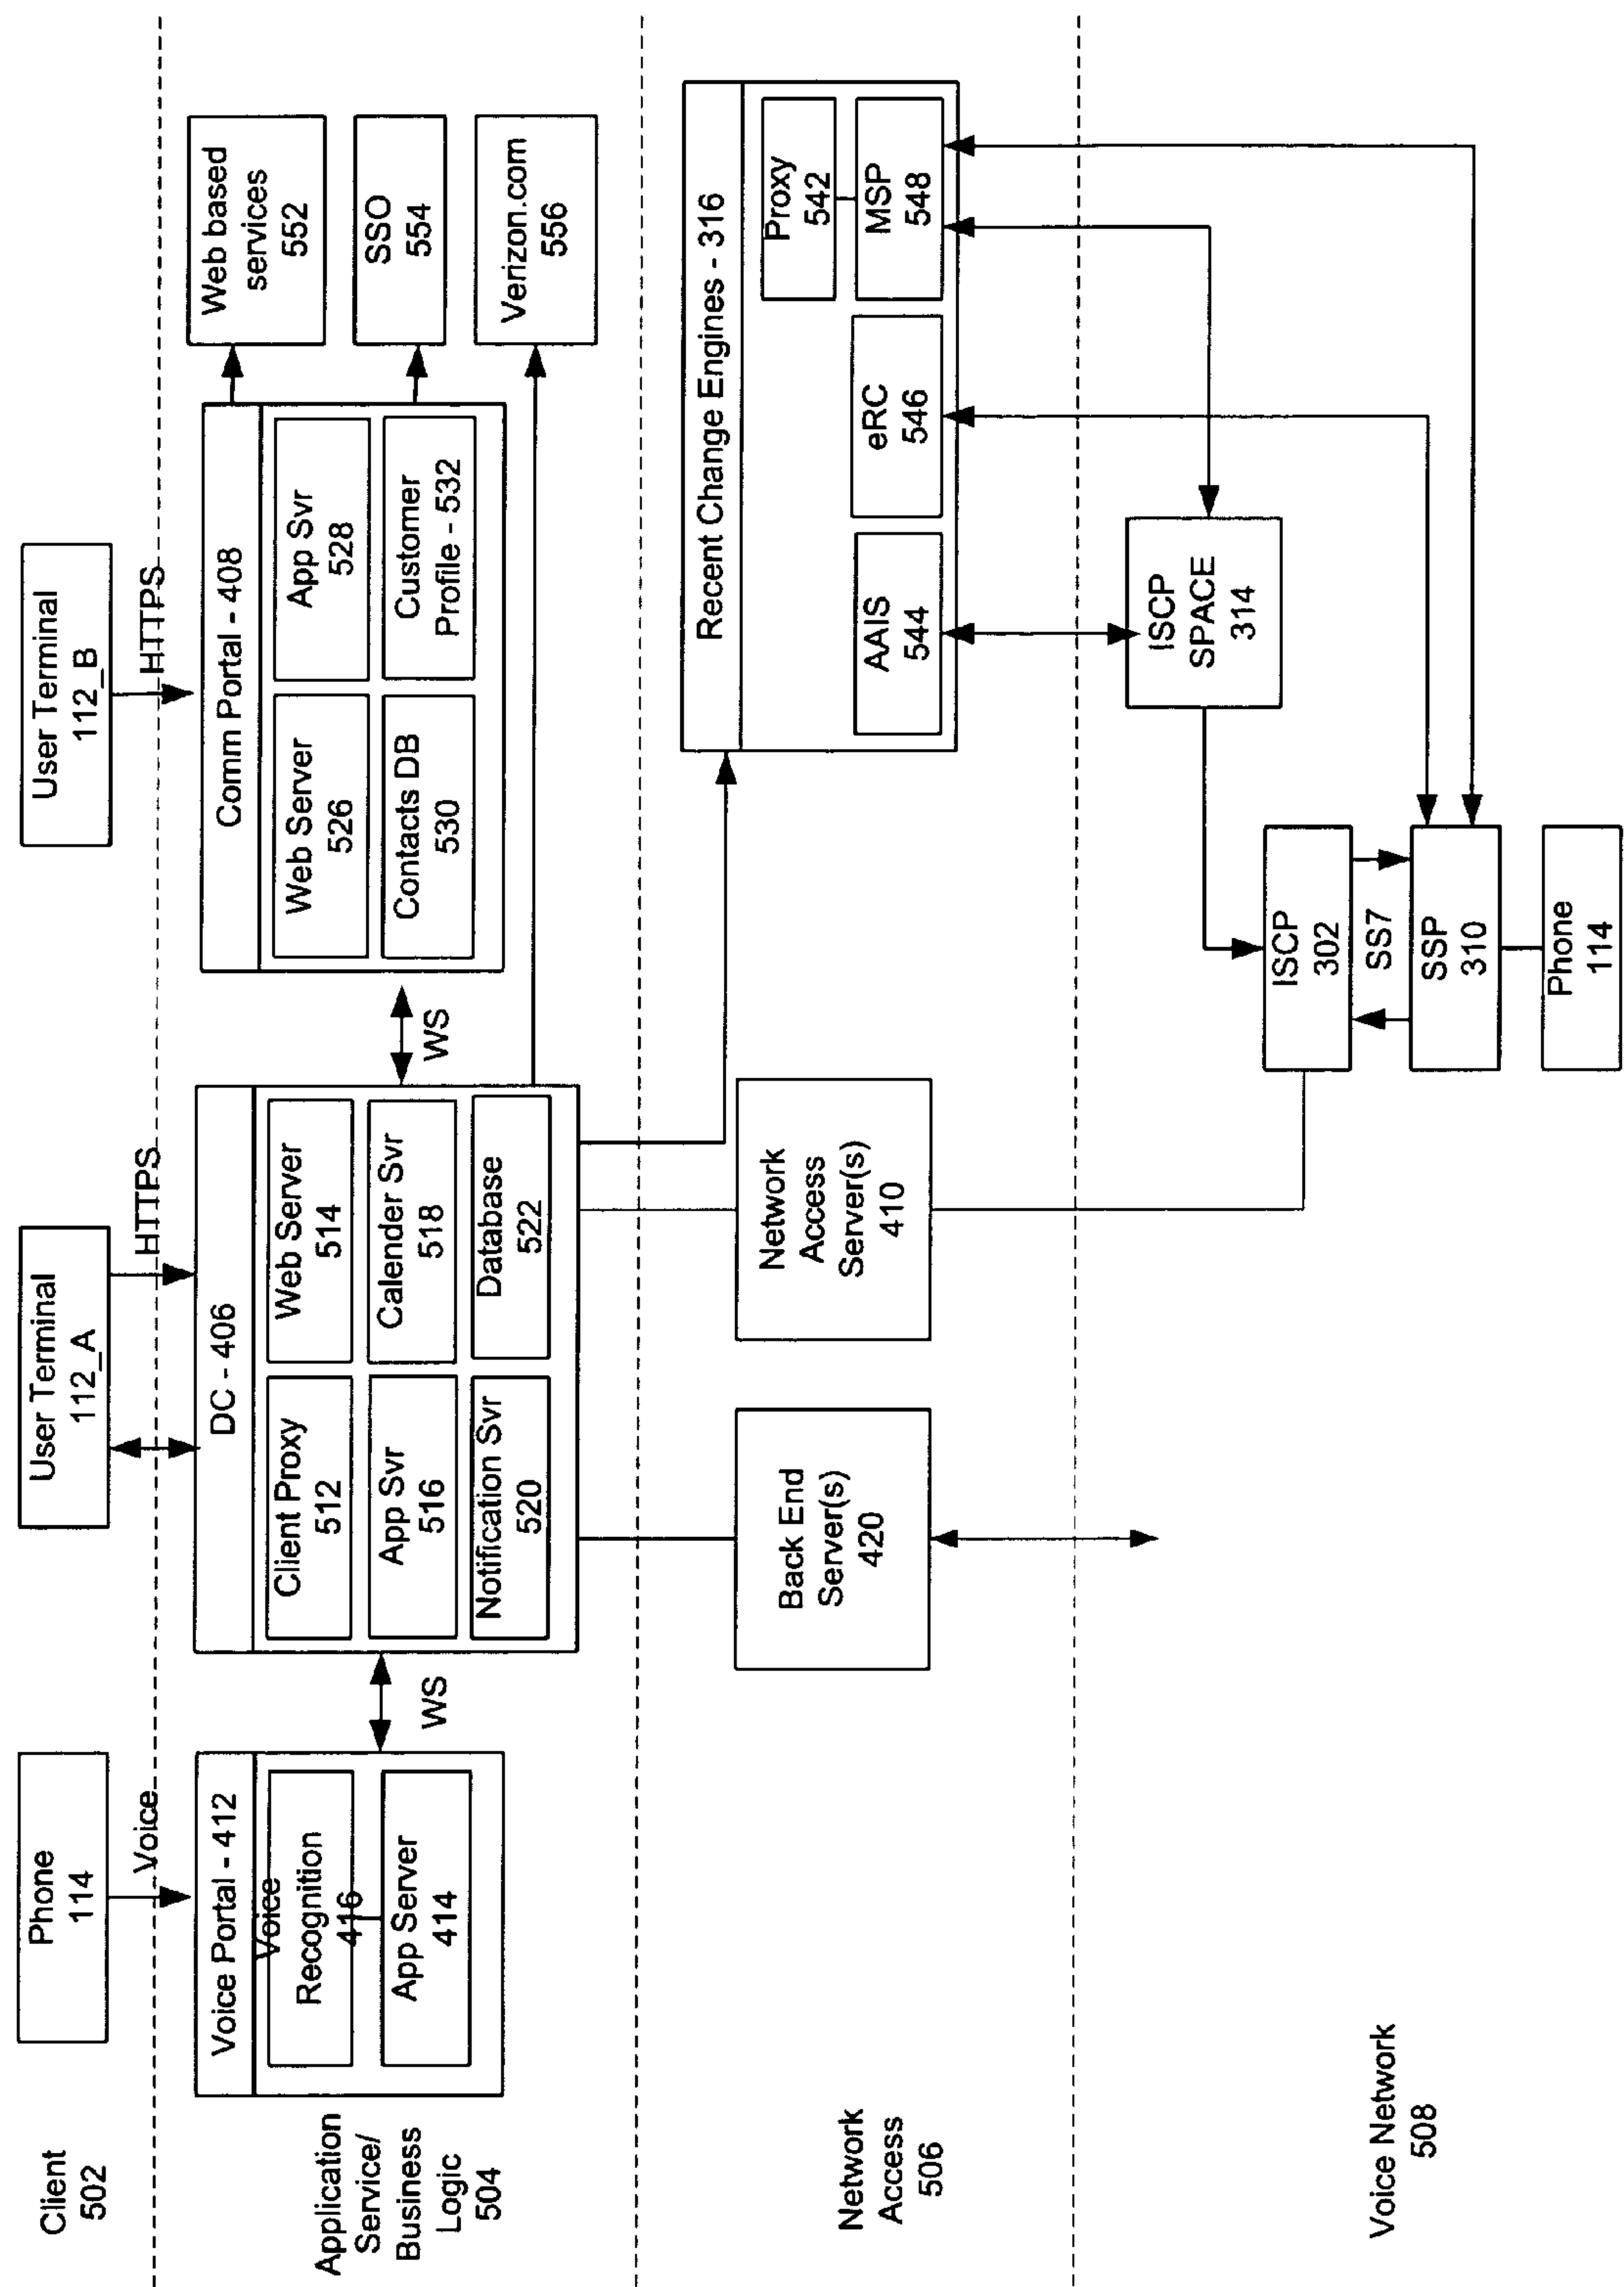 Client
502
Phone
114
User Terminal
112_A
User Terminal
112_B
Voice
HTTPS
HTTPS
Application
Service/
Business
Logic
504
Voice Portal - 412
Voice
Recognition
416
App Server
414
WS
DC - 406
Client Proxy
512
Web Server
514
App Svr
516
Calender Svr
518
Notification Svr
520
Database
522
WS
Comm Portal - 408
Web Server
526
App Svr
528
Contacts DB
530
Customer
Profile - 532
Web based
services
552
SSO
554
Verizon.com
556
Network
Access
506
Back End
Server(s)
420
Network
Access
Server(s)
410
Recent Change Engines - 316
Proxy
542
AAIS
544
eRC
546
MSP
548
Voice Network
508
ISCP
SPACE
314
ISCP
302
SS7
SSP
310
Phone
114